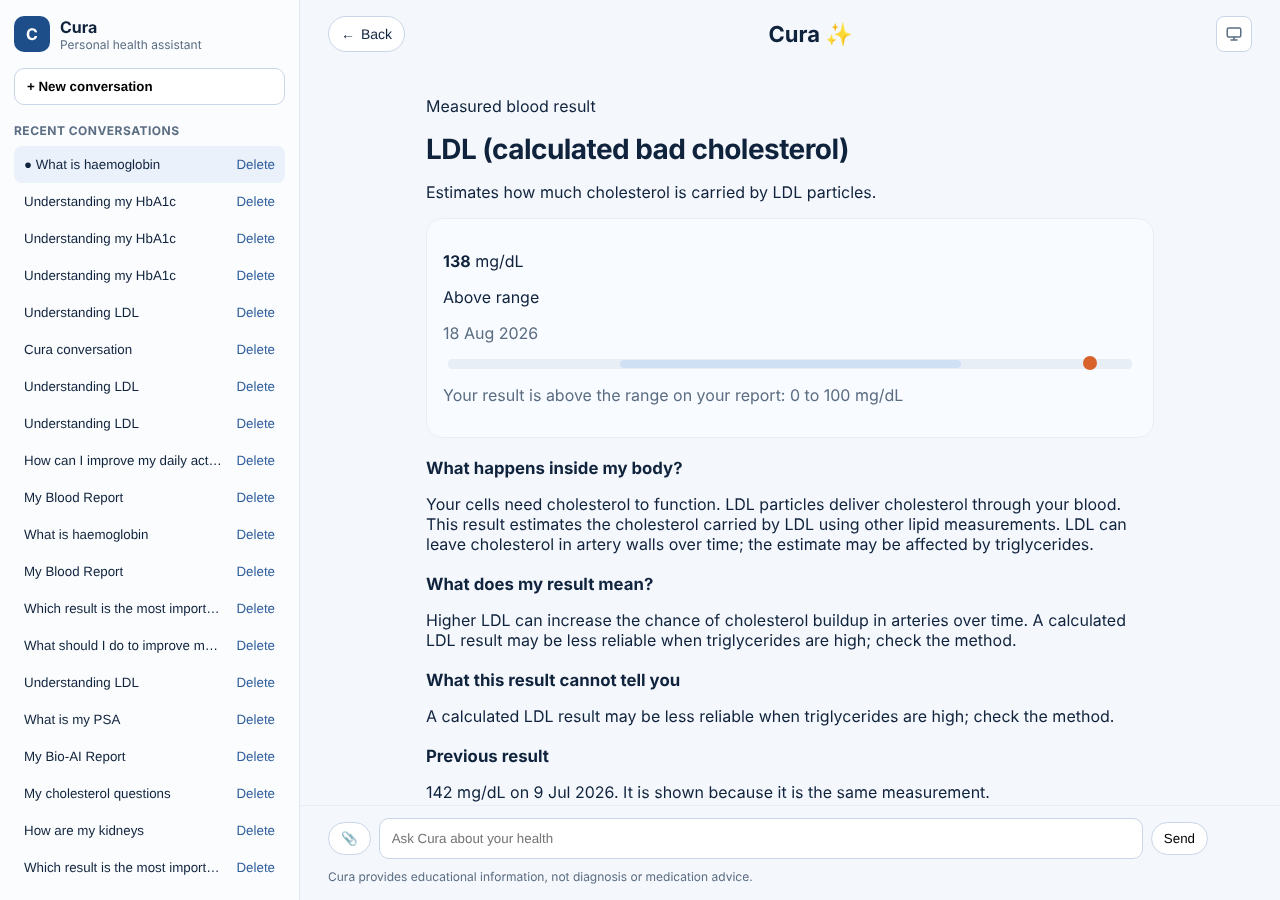 C
Cura
Personal health assistant
+ New conversation
RECENT CONVERSATIONS
● What is haemoglobin Delete
Understanding my HbA1c Delete
Understanding my HbA1c Delete
Understanding my HbA1c Delete
Understanding LDL Delete
Cura conversation Delete
Understanding LDL Delete
Understanding LDL Delete
How can I improve my daily act… Delete
My Blood Report Delete
What is haemoglobin Delete
My Blood Report Delete
Which result is the most import… Delete
What should I do to improve m… Delete
Understanding LDL Delete
What is my PSA Delete
My Bio-AI Report Delete
My cholesterol questions Delete
How are my kidneys Delete
Which result is the most import… Delete
← Back
Cura ✨
Measured blood result
LDL (calculated bad cholesterol)
Estimates how much cholesterol is carried by LDL particles.
138 mg/dL
Above range
18 Aug 2026
Your result is above the range on your report: 0 to 100 mg/dL
What happens inside my body?
Your cells need cholesterol to function. LDL particles deliver cholesterol through your blood.
This result estimates the cholesterol carried by LDL using other lipid measurements. LDL can
leave cholesterol in artery walls over time; the estimate may be affected by triglycerides.
What does my result mean?
Higher LDL can increase the chance of cholesterol buildup in arteries over time. A calculated
LDL result may be less reliable when triglycerides are high; check the method.
What this result cannot tell you
A calculated LDL result may be less reliable when triglycerides are high; check the method.
Previous result
142 mg/dL on 9 Jul 2026. It is shown because it is the same measurement.
📎 Ask Cura about your health Send
Cura provides educational information, not diagnosis or medication advice.